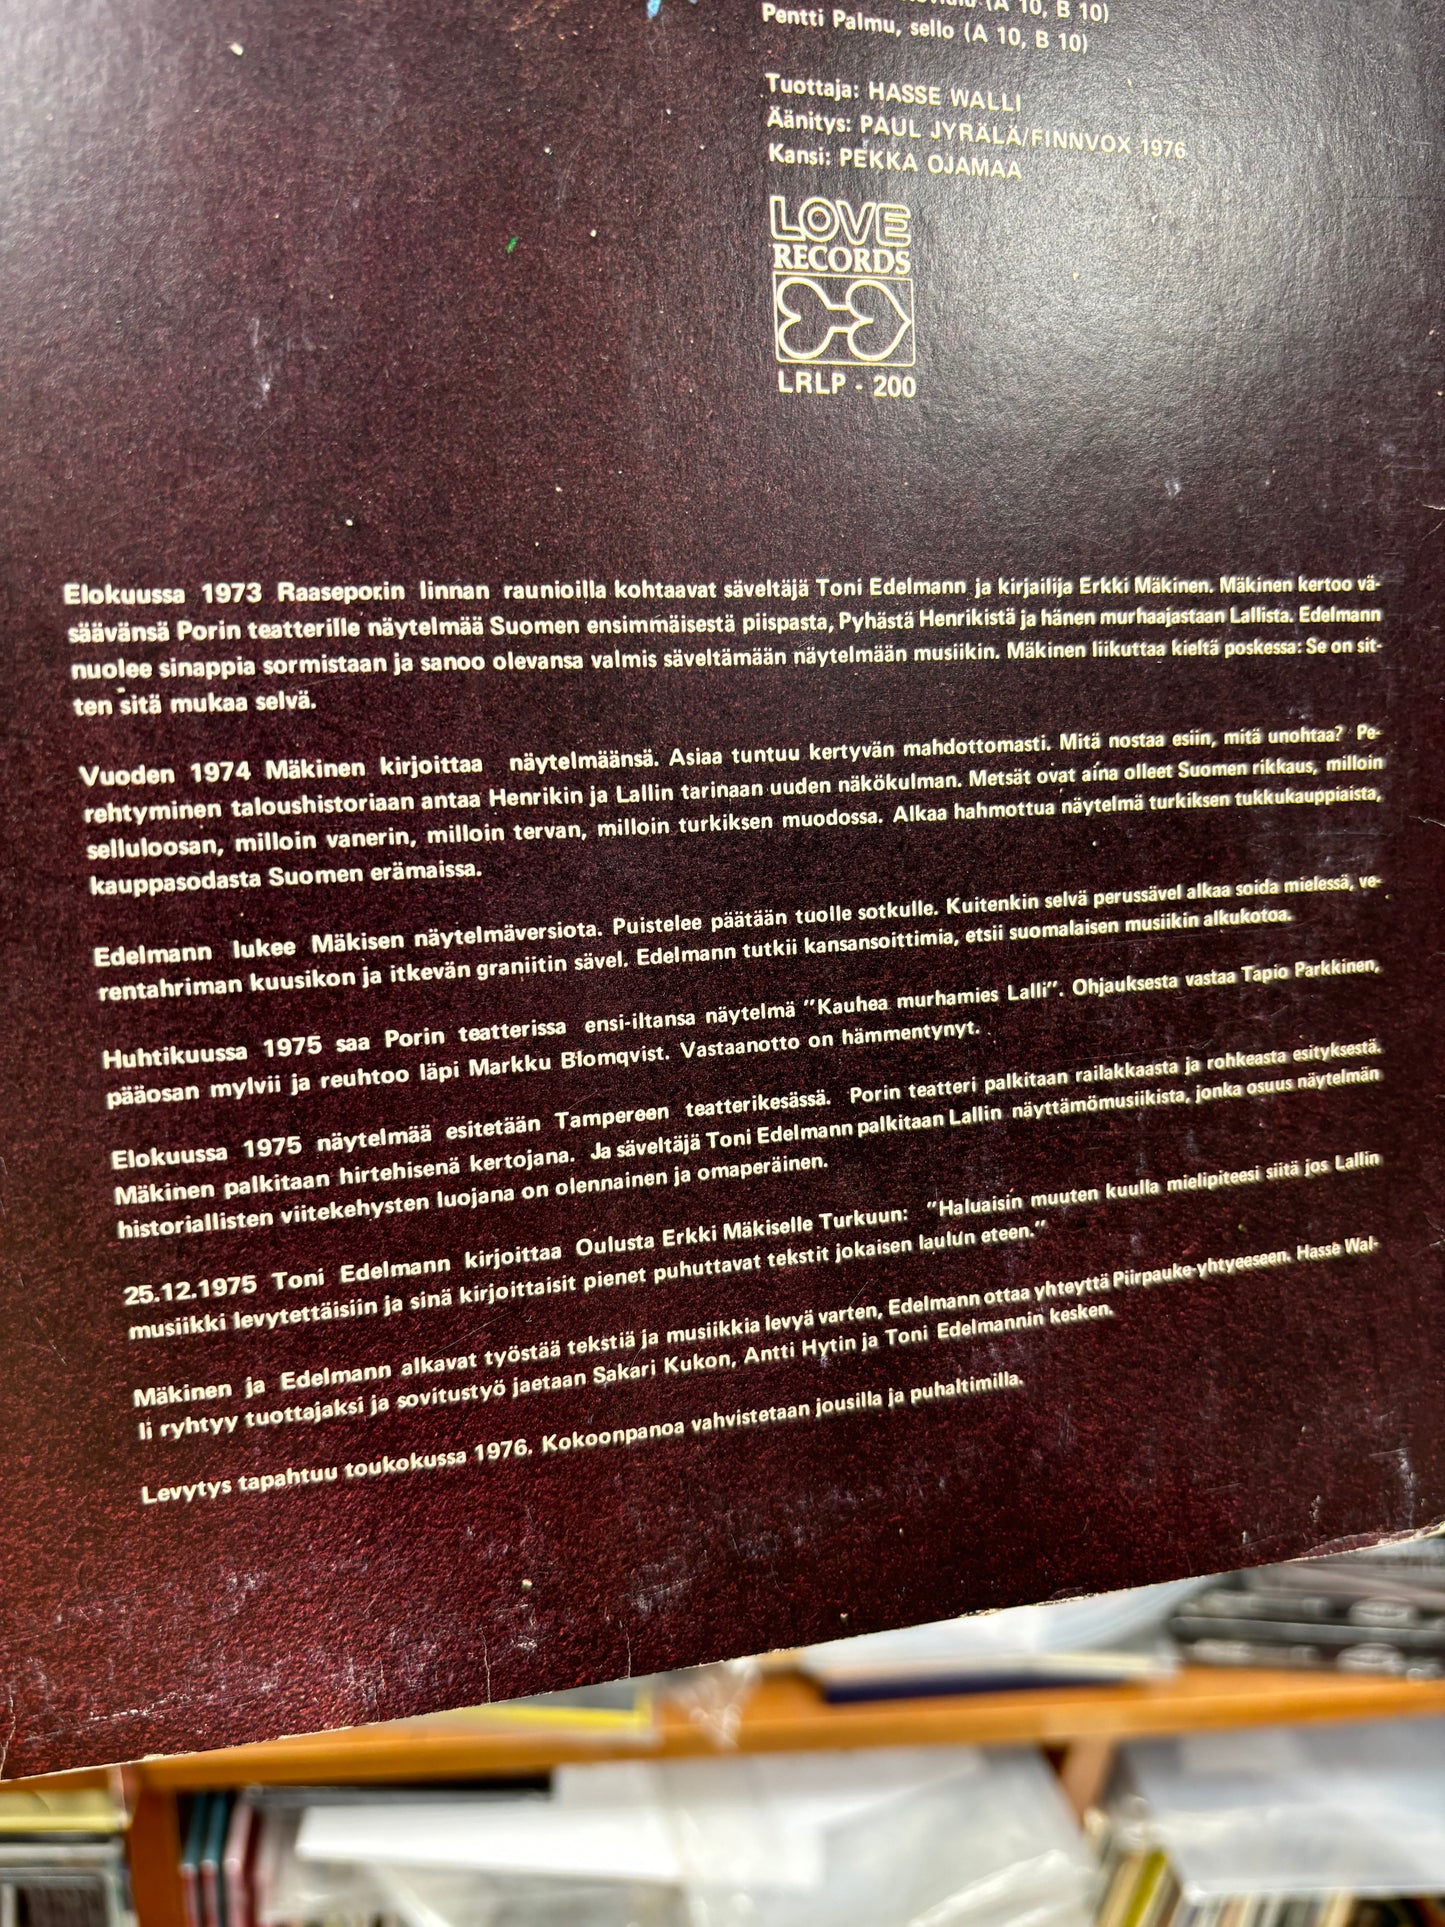 (A 10, B 10)
Pentti Palmu, sello (A 10, B 10)
Tuottaja: HASSE WALLI
Äänitys: PAUL JYRÄLÄ/FINNVOX 1976
Kansi: PEKKA OJAMAA
LOVE
RECORDS
LRLP - 200
Elokuussa 1973 Raaseporin linnan raunioilla kohtaavat säveltäjä Toni Edelmann ja kirjailija Erkki Mäkinen. Mäkinen kertoo vä-
säävänsä Porin teatterille näytelmää Suomen ensimmäisestä piispasta, Pyhästä Henrikistä ja hänen murhaajastaan Lallista. Edelmann
nuolee sinappia sormistaan ja sanoo olevansa valmis säveltämään näytelmään musiikin. Mäkinen liikuttaa kieltä poskessa: Se on sit-
ten sitä mukaa selvä.
Vuoden 1974 Mäkinen kirjoittaa näytelmäänsä. Asiaa tuntuu kertyvän mahdottomasti. Mitä nostaa esiin, mitä unohtaa? Pe-
rehtyminen taloushistoriaan antaa Henrikin ja Lallin tarinaan uuden näkökulman. Metsät ovat aina olleet Suomen rikkaus, milloin
selluloosan, milloin vanerin, milloin tervan, milloin turkiksen muodossa. Alkaa hahmottua näytelmä turkiksen tukkukauppiaista,
kauppasodasta Suomen erämaissa.
Edelmann lukee Mäkisen näytelmäversiota. Puistelee päätään tuolle sotkulle. Kuitenkin selvä perussävel alkaa soida mielessä, ve-
rentahriman kuusikon ja itkevän graniitin sävel. Edelmann tutkii kansansoittimia, etsii suomalaisen musiikin alkukotoa.
Huhtikuussa 1975 saa Porin teatterissa ensi-iltansa näytelmä "Kauhea murhamies Lalli". Ohjauksesta vastaa Tapio Parkkinen,
pääosan mylvii ja reuhtoo läpi Markku Blomqvist. Vastaanotto on hämmentynyt.
Elokuussa 1975 näytelmää esitetään Tampereen teatterikesässä. Porin teatteri palkitaan railakkaasta ja rohkeasta esityksestä.
Mäkinen palkitaan hirtehisenä kertojana. Ja säveltäjä Toni Edelmann palkitaan Lallin näyttämömusiikista, jonka osuus näytelmän
historiallisten viitekehysten luojana on olennainen ja omaperäinen.
25.12.1975 Toni Edelmann kirjoittaa Oulusta Erkki Mäkiselle Turkuun: "Haluaisin muuten kuulla mielipiteesi siitä jos Lallin
musiikki levytettäisiin ja sinä kirjoittaisit pienet puhuttavat tekstit jokaisen laulun eteen."
Mäkinen ja Edelmann alkavat työstää tekstiä ja musiikkia levyä varten, Edelmann ottaa yhteyttä Piirpauke-yhtyeeseen. Hasse Wal-
li ryhtyy tuottajaksi ja sovitustyö jaetaan Sakari Kukon, Antti Hytin ja Toni Edelmannin kesken.
Levytys tapahtuu toukokussa 1976. Kokoonpanoa vahvistetaan jousilla ja puhaltimilla.